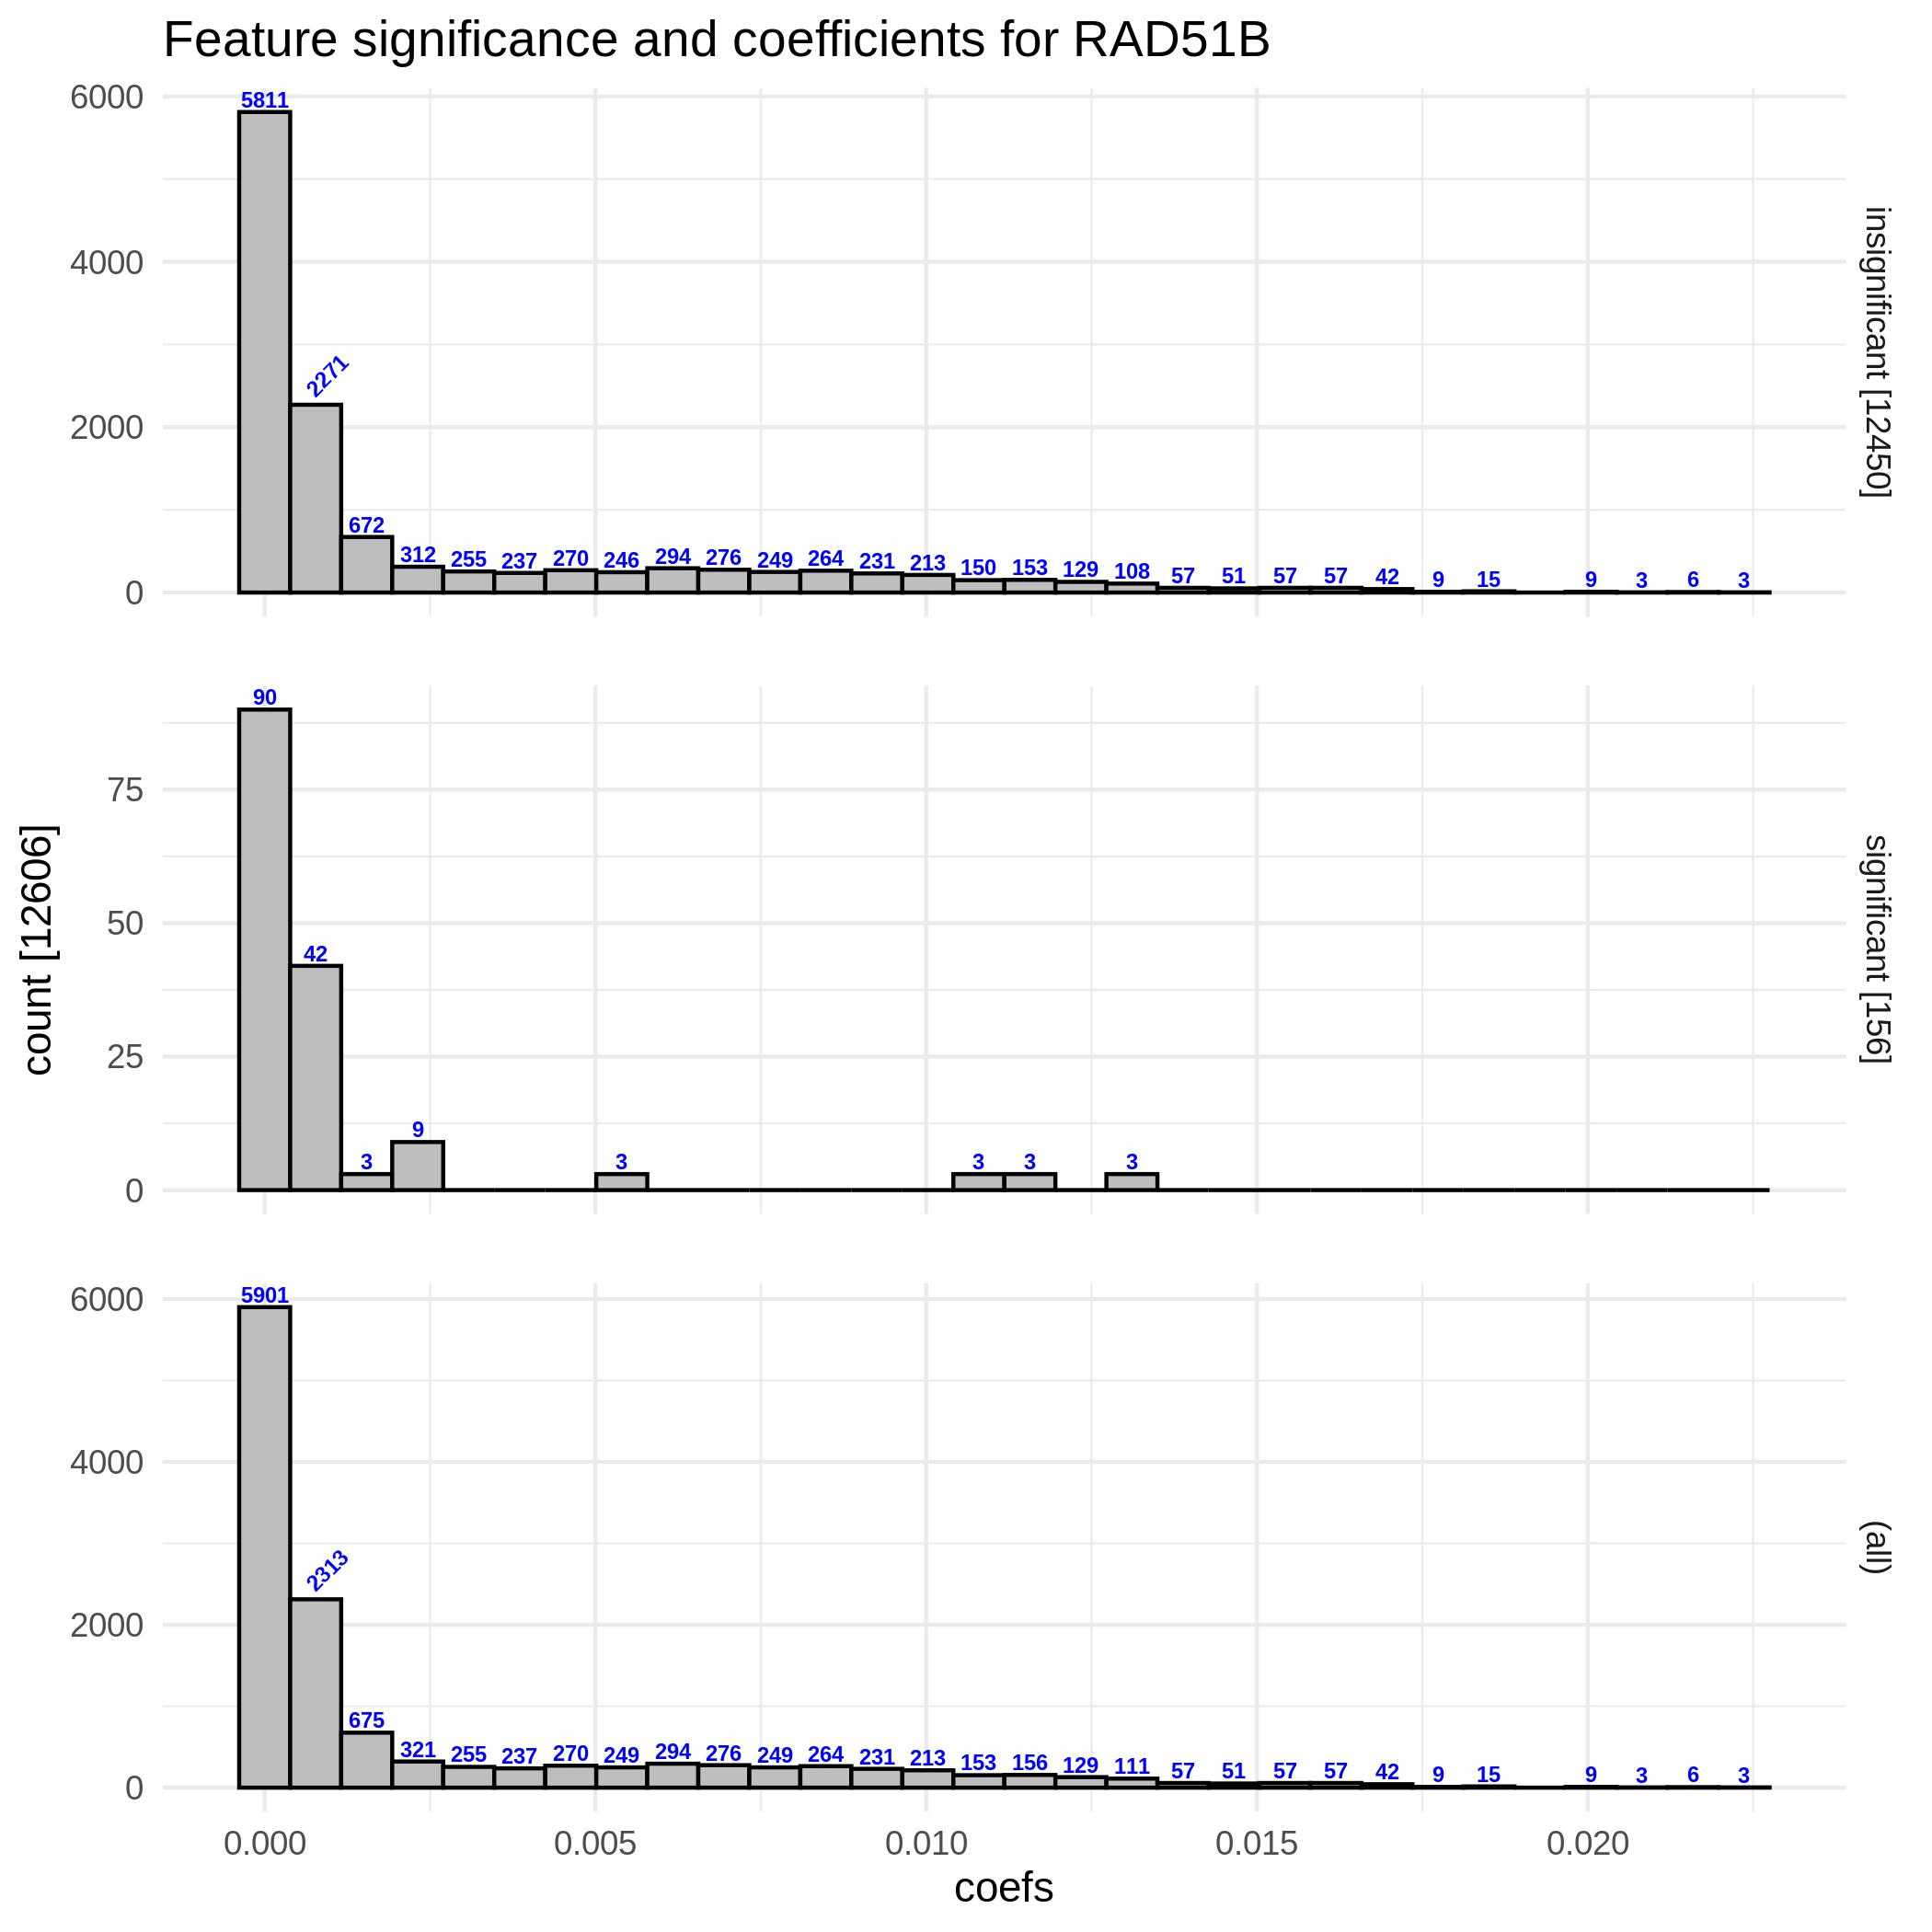 Feature significance and coefficients for RAD51B
6000
4000
2000
0
5811
2271
672
312 255 237 270 246 294 276 249 264 231 213 150 153 129 108 57 51 57 57 42 9 15 9 3 6 3
insignificant [12450]
count [12606]
75
50
25
0
90
42
3
9
3
3 3
3
significant [156]
6000
4000
2000
0
5901
2313
675
321 255 237 270 249 294 276 249 264 231 213 153 156 129 111 57 51 57 57 42 9 15 9 3 6 3
(all)
0.000 0.005 0.010 0.015 0.020
coefs